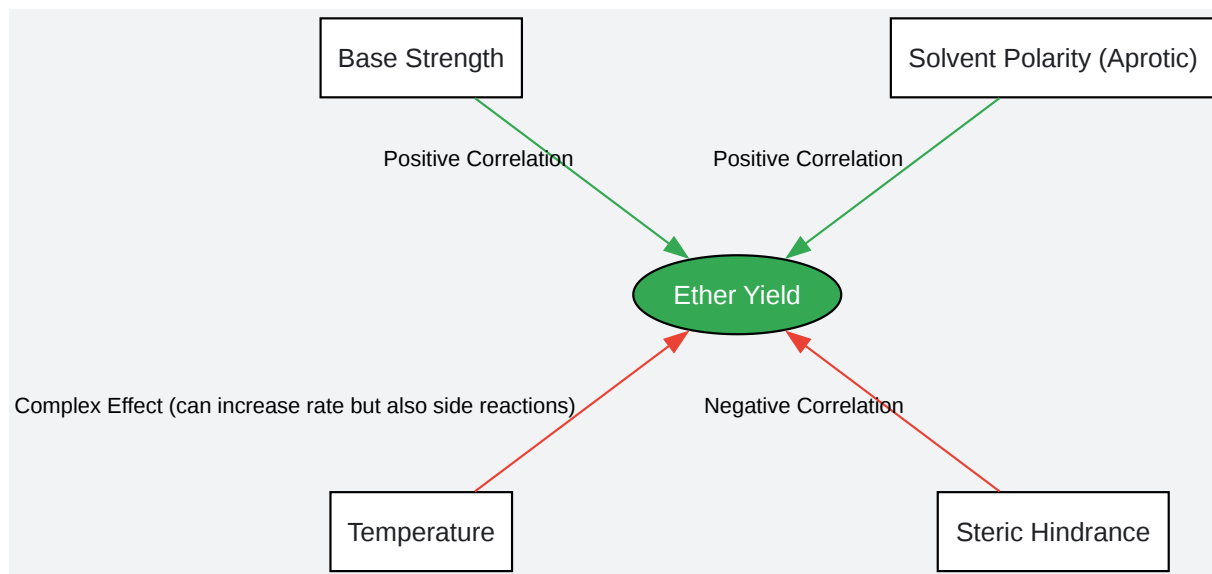 Base Strength
Solvent Polarity (Aprotic)
Positive Correlation
Positive Correlation
Ether Yield
Complex Effect (can increase rate but also side reactions)
Negative Correlation
Temperature
Steric Hindrance